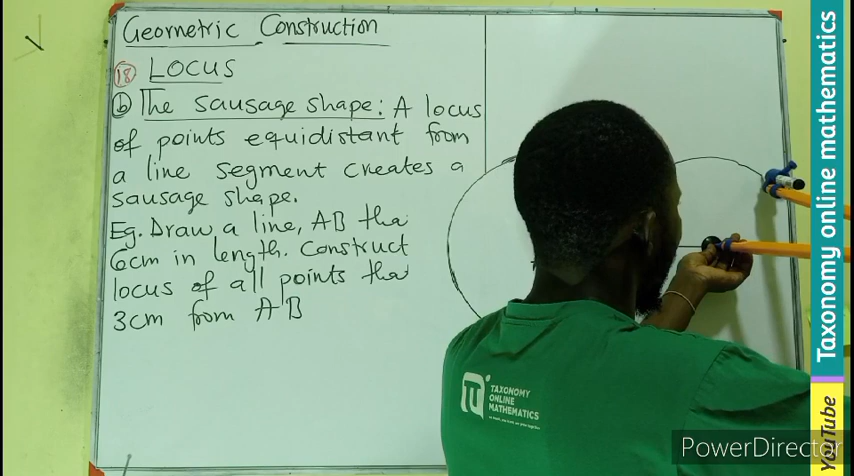 Geometric Construction
18 LOCUS
b The sausage shape: A locus
of points equidistant from
a line segment creates a
sausage shape.
Eg. Draw a line, AB tha
6cm in length. Construct
locus of all points tha
3cm from AB
TAXONOMY
ONLINE
MATHEMATICS
PowerDirector
YouTube Taxonomy online mathematics